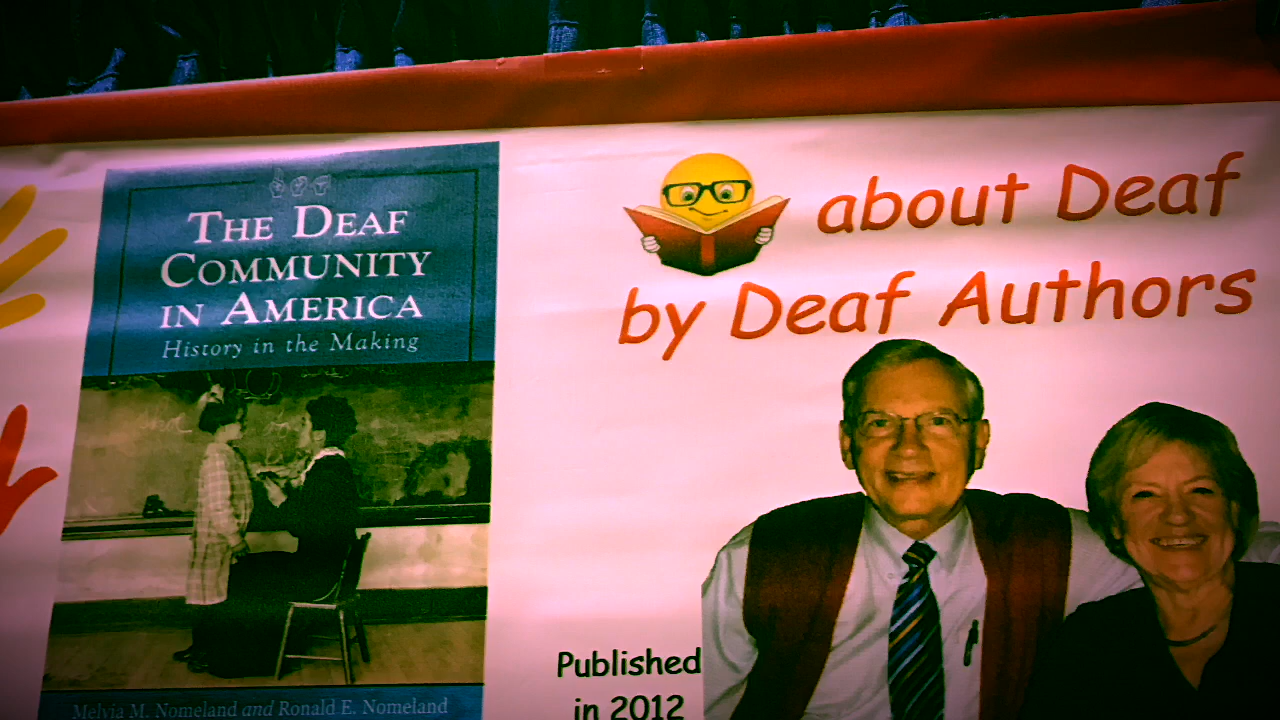 THE DEAF
COMMUNITY
IN AMERICA
History in the Making
Melvia M. Nomeland and Ronald E. Nomeland
about Deaf
by Deaf Authors
Published
in 2012